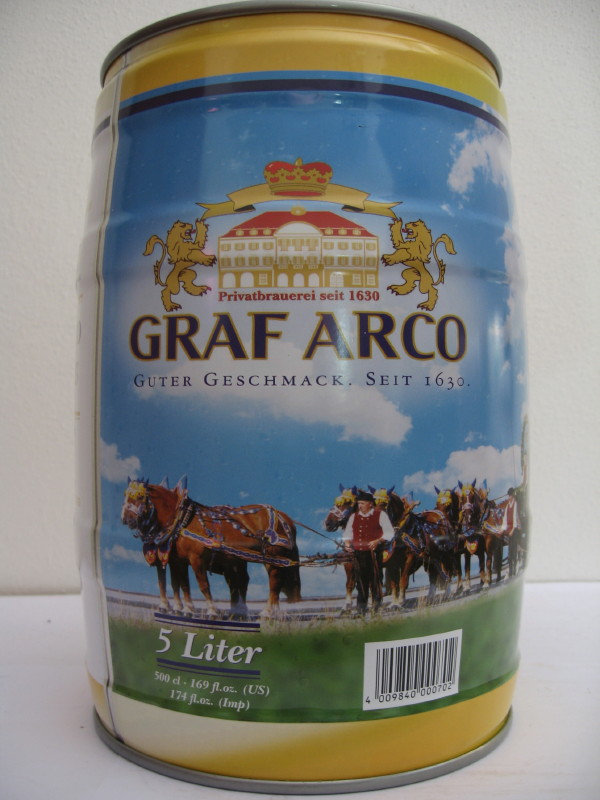 Privatbrauerei seit 1630
GRAF ARCO
GUTER GESCHMACK. SEIT 1630.
5 Liter
500 cl · 169 fl.oz. (US)
174 fl.oz. (Imp)
4 009840 000702